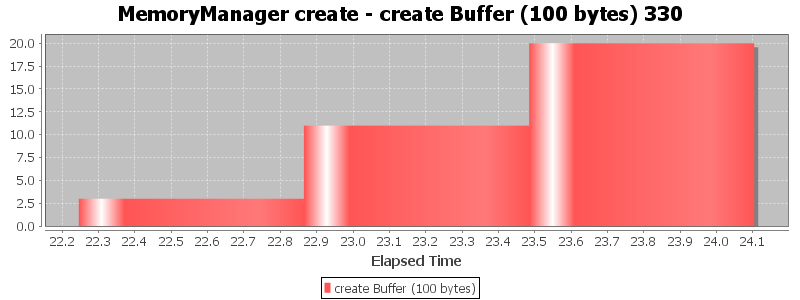 MemoryManager create - create Buffer (100 bytes) 330
20.0
17.5
15.0
12.5
10.0
7.5
5.0
2.5
0.0
22.2 22.3 22.4 22.5 22.6 22.7 22.8 22.9 23.0 23.1 23.2 23.3 23.4 23.5 23.6 23.7 23.8 23.9 24.0 24.1
Elapsed Time
create Buffer (100 bytes)